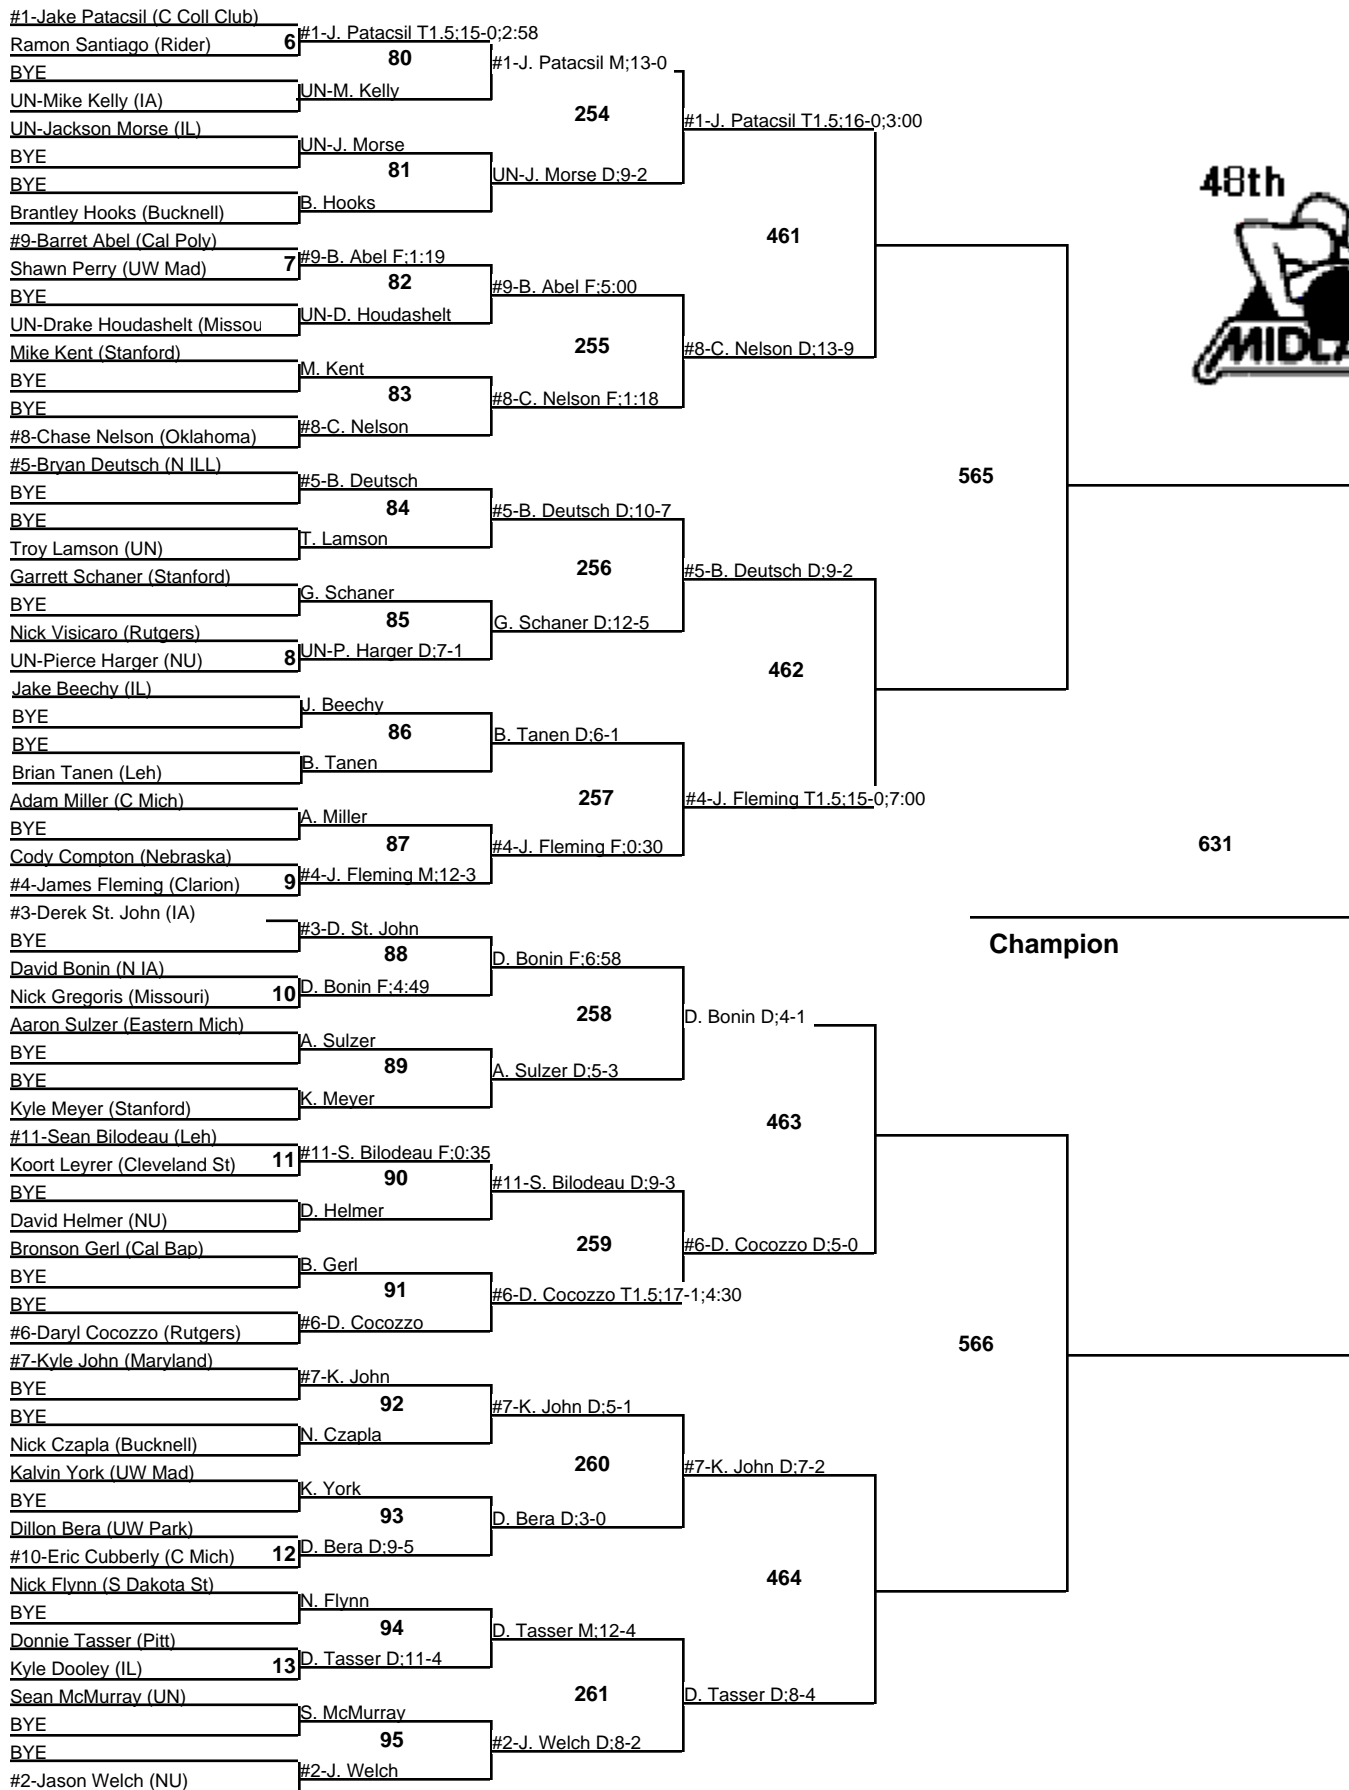 #1-Jake Patacsil (C Coll Club)
Ramon Santiago (Rider)
BYE
UN-Mike Kelly (IA)
UN-Jackson Morse (IL)
BYE
BYE
Brantley Hooks (Bucknell)
#9-Barret Abel (Cal Poly)
Shawn Perry (UW Mad)
BYE
UN-Drake Houdashelt (Missou
Mike Kent (Stanford)
BYE
BYE
#8-Chase Nelson (Oklahoma)
#5-Bryan Deutsch (N ILL)
BYE
BYE
Troy Lamson (UN)
Garrett Schaner (Stanford)
BYE
Nick Visicaro (Rutgers)
UN-Pierce Harger (NU)
Jake Beechy (IL)
BYE
BYE
Brian Tanen (Leh)
Adam Miller (C Mich)
BYE
Cody Compton (Nebraska)
#4-James Fleming (Clarion)
#3-Derek St. John (IA)
BYE
David Bonin (N IA)
Nick Gregoris (Missouri)
Aaron Sulzer (Eastern Mich)
BYE
BYE
Kyle Meyer (Stanford)
#11-Sean Bilodeau (Leh)
Koort Leyrer (Cleveland St)
BYE
David Helmer (NU)
Bronson Gerl (Cal Bap)
BYE
BYE
#6-Daryl Cocozzo (Rutgers)
#7-Kyle John (Maryland)
BYE
BYE
Nick Czapla (Bucknell)
Kalvin York (UW Mad)
BYE
Dillon Bera (UW Park)
#10-Eric Cubberly (C Mich)
Nick Flynn (S Dakota St)
BYE
Donnie Tasser (Pitt)
Kyle Dooley (IL)
Sean McMurray (UN)
BYE
BYE
#2-Jason Welch (NU)
6
7
8
9
10
11
12
13
#1-J. Patacsil T1.5;15-0;2:58
80
UN-M. Kelly
UN-J. Morse
81
B. Hooks
#9-B. Abel F;1:19
82
UN-D. Houdashelt
M. Kent
83
#8-C. Nelson
#5-B. Deutsch
84
T. Lamson
G. Schaner
85
UN-P. Harger D;7-1
J. Beechy
86
B. Tanen
A. Miller
87
#4-J. Fleming M;12-3
#3-D. St. John
88
D. Bonin F;4:49
A. Sulzer
89
K. Meyer
#11-S. Bilodeau F;0:35
90
D. Helmer
B. Gerl
91
#6-D. Cocozzo
#7-K. John
92
N. Czapla
K. York
93
D. Bera D;9-5
N. Flynn
94
D. Tasser D;11-4
S. McMurray
95
#2-J. Welch
#1-J. Patacsil M;13-0
254
UN-J. Morse D;9-2
#9-B. Abel F;5:00
255
#8-C. Nelson F;1:18
#5-B. Deutsch D;10-7
256
G. Schaner D;12-5
B. Tanen D;6-1
257
#4-J. Fleming F;0:30
D. Bonin F;6:58
258
A. Sulzer D;5-3
#11-S. Bilodeau D;9-3
259
#6-D. Cocozzo T1.5;17-1;4:30
#7-K. John D;5-1
260
D. Bera D;3-0
D. Tasser M;12-4
261
#2-J. Welch D;8-2
#1-J. Patacsil T1.5;16-0;3:00
461
#8-C. Nelson D;13-9
#5-B. Deutsch D;9-2
462
#4-J. Fleming T1.5;15-0;7:00
D. Bonin D;4-1
463
#6-D. Cocozzo D;5-0
#7-K. John D;7-2
464
D. Tasser D;8-4
565
566
48th
MIDLA
631
Champion